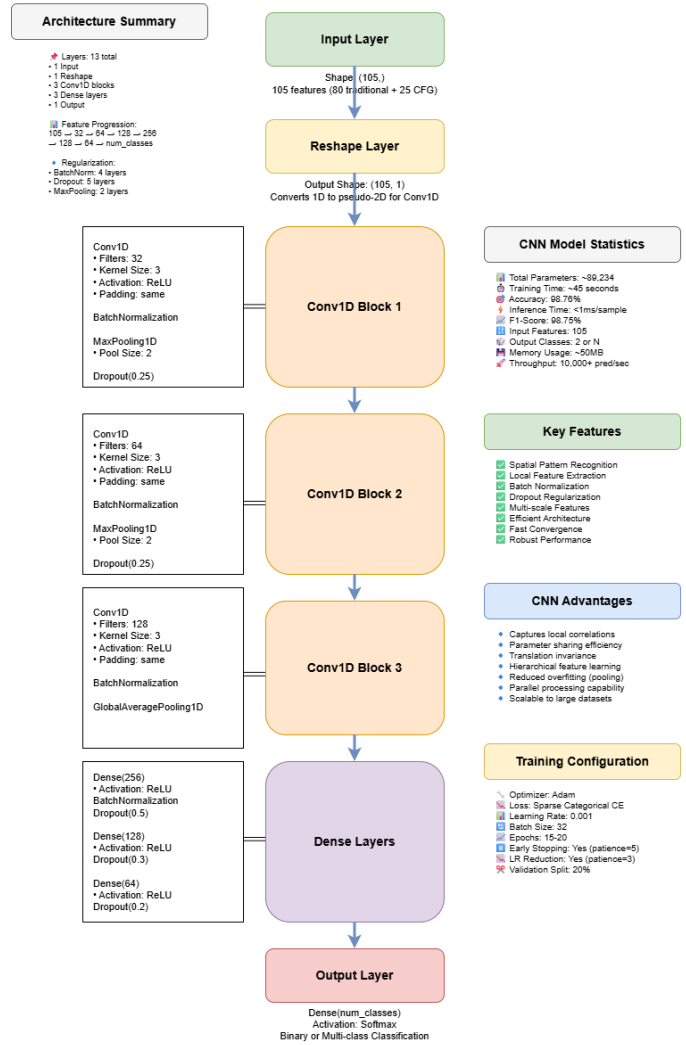 Architecture Summary
📌 Layers: 13 total
• 1 Input
• 1 Reshape
• 3 Conv1D blocks
• 3 Dense layers
• 1 Output
📊 Feature Progression:
105 → 32 → 64 → 128 → 256
→ 128 → 64 → num_classes
🔹 Regularization:
• BatchNorm: 4 layers
• Dropout: 5 layers
• MaxPooling: 2 layers
Input Layer
Shape: (105,)
105 features (80 traditional + 25 CFG)
Reshape Layer
Output Shape: (105, 1)
Converts 1D to pseudo-2D for Conv1D
Conv1D
• Filters: 32
• Kernel Size: 3
• Activation: ReLU
• Padding: same
BatchNormalization
MaxPooling1D
• Pool Size: 2
Dropout(0.25)
Conv1D Block 1
CNN Model Statistics
📊 Total Parameters: ~89,234
⏱️ Training Time: ~45 seconds
🎯 Accuracy: 98.76%
⚡ Inference Time: <1ms/sample
📈 F1-Score: 98.75%
🔢 Input Features: 105
🎲 Output Classes: 2 or N
💾 Memory Usage: ~50MB
🚀 Throughput: 10,000+ pred/sec
Conv1D
• Filters: 64
• Kernel Size: 3
• Activation: ReLU
• Padding: same
BatchNormalization
MaxPooling1D
• Pool Size: 2
Dropout(0.25)
Conv1D Block 2
Key Features
✅ Spatial Pattern Recognition
✅ Local Feature Extraction
✅ Batch Normalization
✅ Dropout Regularization
✅ Multi-scale Features
✅ Efficient Architecture
✅ Fast Convergence
✅ Robust Performance
Conv1D
• Filters: 128
• Kernel Size: 3
• Activation: ReLU
• Padding: same
BatchNormalization
GlobalAveragePooling1D
Conv1D Block 3
CNN Advantages
🔹 Captures local correlations
🔹 Parameter sharing efficiency
🔹 Translation invariance
🔹 Hierarchical feature learning
🔹 Reduced overfitting (pooling)
🔹 Parallel processing capability
🔹 Scalable to large datasets
Dense(256)
• Activation: ReLU
BatchNormalization
Dropout(0.5)
Dense(128)
• Activation: ReLU
Dropout(0.3)
Dense(64)
• Activation: ReLU
Dropout(0.2)
Dense Layers
Training Configuration
🔧 Optimizer: Adam
📉 Loss: Sparse Categorical CE
📊 Learning Rate: 0.001
🔄 Batch Size: 32
📈 Epochs: 15-20
⏹️ Early Stopping: Yes (patience=5)
📉 LR Reduction: Yes (patience=3)
✂️ Validation Split: 20%
Output Layer
Dense(num_classes)
Activation: Softmax
Binary or Multi-class Classification